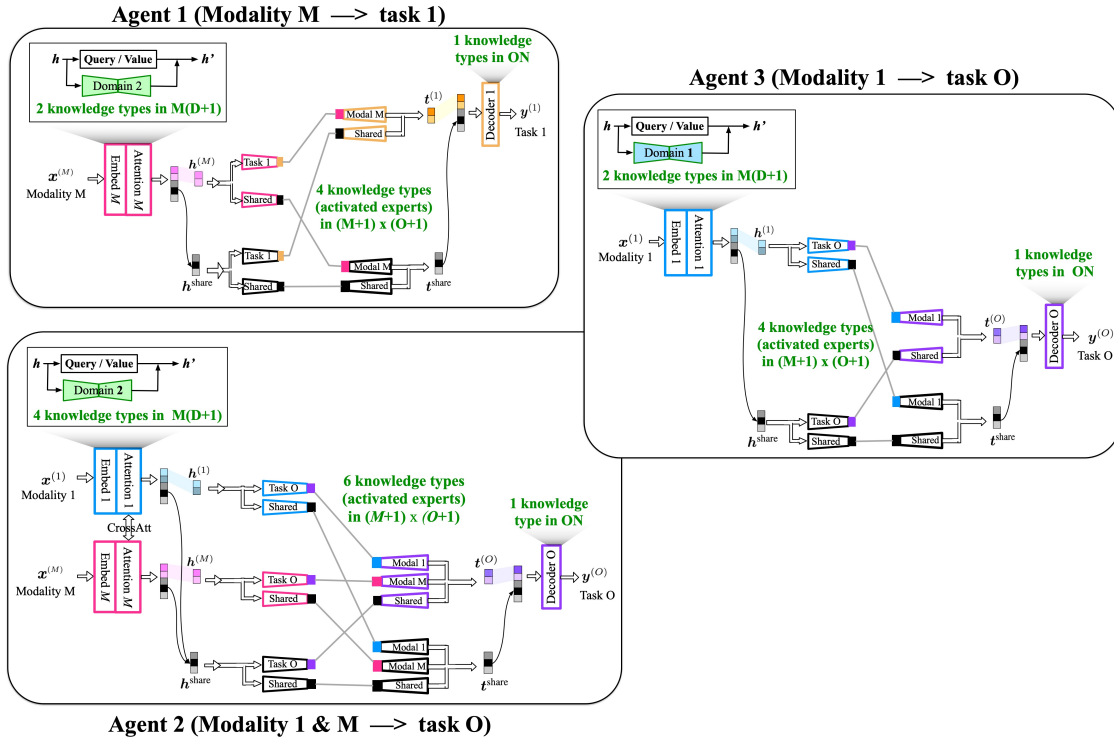 Agent 1 (Modality M —> task 1)
h
Query / Value
h'
Domain 2
2 knowledge types in M(D+1)
1 knowledge
types in ON
x(M)
Modality M
Embed M
Attention M
h(M)
Task 1
Shared
4 knowledge types
(activated experts)
in (M+1) x (O+1)
Modal M
Shared
t(1)
Decoder 1
y(1)
Task 1
hshare
Task 1
Shared
Modal M
Shared
tshare
Agent 3 (Modality 1 —> task O)
h
Query / Value
h'
Domain 1
2 knowledge types in M(D+1)
x(1)
Modality 1
Embed 1
Attention 1
h(1)
Task O
Shared
1 knowledge
types in ON
4 knowledge types
(activated experts)
in (M+1) x (O+1)
Modal 1
Shared
t(O)
Decoder O
y(O)
Task O
hshare
Task O
Shared
Modal 1
Shared
tshare
h
Query / Value
h'
Domain 2
4 knowledge types in M(D+1)
x(1)
Modality 1
Embed 1
Attention 1
h(1)
CrossAtt
x(M)
Modality M
Embed M
Attention M
h(M)
Task O
Shared
Task O
Shared
6 knowledge types
(activated experts)
in (M+1) x (O+1)
1 knowledge
type in ON
Modal 1
Modal M
Shared
t(O)
Decoder O
y(O)
Task O
hshare
Task O
Shared
Modal 1
Modal M
Shared
tshare
Agent 2 (Modality 1 & M —> task O)